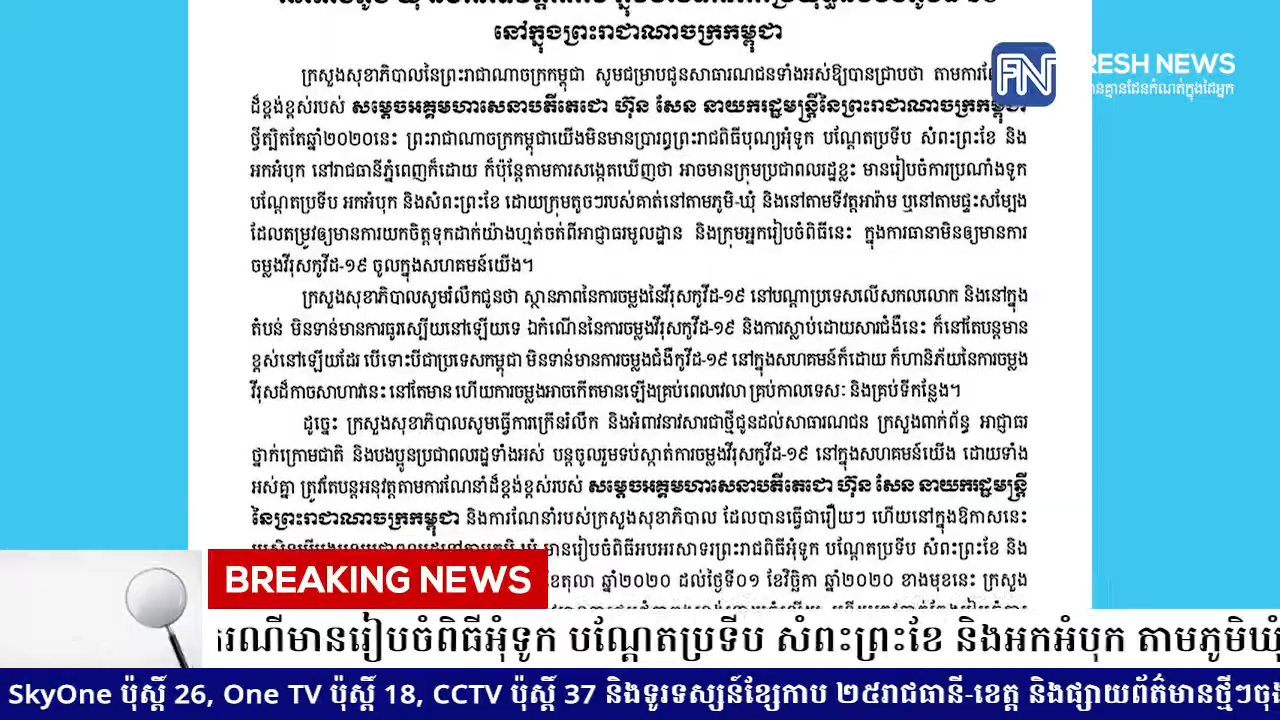 នៅក្នុងព្រះរាជាណាចក្រកម្ពុជា
ក្រសួងសុខាភិបាលនៃព្រះរាជាណាចក្រកម្ពុជា សូមជម្រាបជូនសាធារណជនទាំងអស់ឱ្យបានជ្រាបថា តាមការ
FN
FRESH NEWS
ដ៏ខ្ពង់ខ្ពស់របស់ សម្តេចអគ្គមហាសេនាបតីតេជោ ហ៊ុន សែន នាយករដ្ឋមន្ត្រីនៃព្រះរាជាណាចក្រកម្ពុជា
ថ្វីត្បិតតែឆ្នាំ២០២០នេះ ព្រះរាជាណាចក្រកម្ពុជាយើងមិនមានប្រារព្ធព្រះរាជពិធីបុណ្យអុំទូក បណ្តែតប្រទីប សំពះព្រះខែ និង
អកអំបុក នៅរាជធានីភ្នំពេញក៏ដោយ ក៏ប៉ុន្តែតាមការសង្កេតឃើញថា អាចមានក្រុមប្រជាពលរដ្ឋខ្លះ មានរៀបចំការប្រណាំងទូក
បណ្តែតប្រទីប អកអំបុក និងសំពះព្រះខែ ដោយក្រុមតូចៗរបស់គាត់នៅតាមភូមិ-ឃុំ និងនៅតាមទីវត្តអារ៉ាម ឬនៅតាមផ្ទះសម្បែង
ដែលតម្រូវឲ្យមានការយកចិត្តទុកដាក់យ៉ាងហ្មត់ចត់ពីអាជ្ញាធរមូលដ្ឋាន និងក្រុមអ្នករៀបចំពិធីនេះ ក្នុងការធានាមិនឲ្យមានការ
ចម្លងវីរុសកូវីដ-១៩ ចូលក្នុងសហគមន៍យើង។
ក្រសួងសុខាភិបាលសូមរំលឹកជូនថា ស្ថានភាពនៃការចម្លងនៃវីរុសកូវីដ-១៩ នៅបណ្តាប្រទេសលើសកលលោក និងនៅក្នុង
តំបន់ មិនទាន់មានការធូរស្បើយនៅឡើយទេ ឯកំណើននៃការចម្លងវីរុសកូវីដ-១៩ និងការស្លាប់ដោយសារជំងឺនេះ ក៏នៅតែបន្តមាន
ខ្ពស់នៅឡើយដែរ បើទោះបីជាប្រទេសកម្ពុជា មិនទាន់មានការចម្លងជំងឺកូវីដ-១៩ នៅក្នុងសហគមន៍ក៏ដោយ ក៏ហានិភ័យនៃការចម្លង
វីរុសដ៏កាចសាហាវនេះ នៅតែមាន ហើយការចម្លងអាចកើតមានឡើងគ្រប់ពេលវេលា គ្រប់កាលទេសៈ និងគ្រប់ទីកន្លែង។
ដូច្នេះ ក្រសួងសុខាភិបាលសូមធ្វើការក្រើនរំលឹក និងអំពាវនាវសារជាថ្មីជូនដល់សាធារណជន ក្រសួងពាក់ព័ន្ធ អាជ្ញាធរ
ថ្នាក់ក្រោមជាតិ និងបងប្អូនប្រជាពលរដ្ឋទាំងអស់ បន្តចូលរួមទប់ស្កាត់ការចម្លងវីរុសកូវីដ-១៩ នៅក្នុងសហគមន៍យើង ដោយទាំង
អស់គ្នា ត្រូវតែបន្តអនុវត្តតាមការណែនាំដ៏ខ្ពង់ខ្ពស់របស់ សម្តេចអគ្គមហាសេនាបតីតេជោ ហ៊ុន សែន នាយករដ្ឋមន្ត្រី
នៃព្រះរាជាណាចក្រកម្ពុជា និងការណែនាំរបស់ក្រសួងសុខាភិបាល ដែលបានធ្វើជារឿយៗ ហើយនៅក្នុងឱកាសនេះ
មានរៀបចំពិធីអបអរសាទរព្រះរាជពិធីអុំទូក បណ្តែតប្រទីប សំពះព្រះខែ និង
ខែតុលា ឆ្នាំ២០២០ ដល់ថ្ងៃទី០១ ខែវិច្ឆិកា ឆ្នាំ២០២០ ខាងមុខនេះ ក្រសួង
BREAKING NEWS
រណីមានរៀបចំពិធីអុំទូក បណ្តែតប្រទីប សំពះព្រះខែ និងអកអំបុក តាមភូមិឃុំ
SkyOne ប៉ុស្តិ៍ 26, One TV ប៉ុស្តិ៍ 18, CCTV ប៉ុស្តិ៍ 37 និងទូរទស្សន៍ខ្សែកាប ២៥រាជធានី-ខេត្ត និងផ្សាយព័ត៌មានថ្មីៗចុង